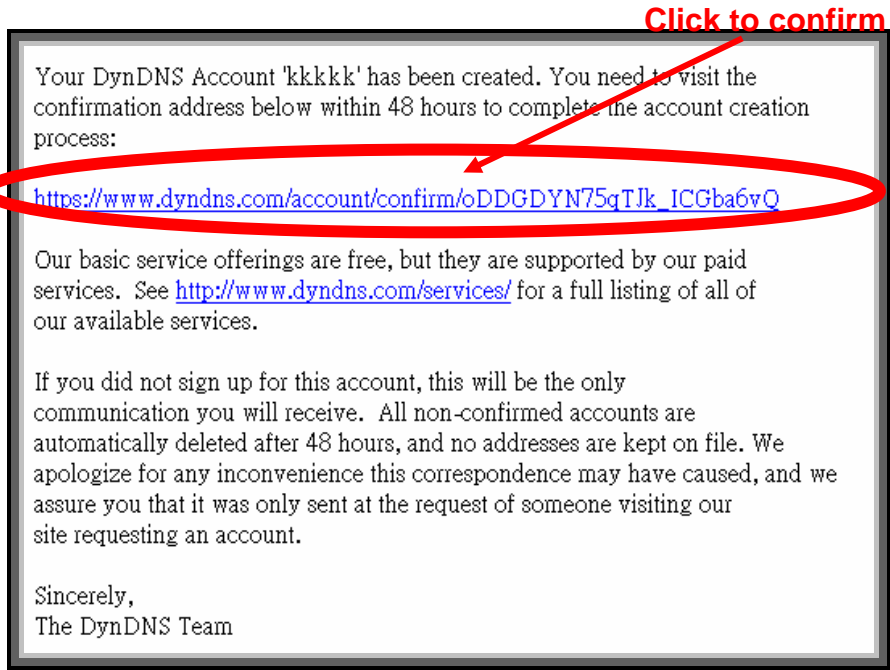 Click to confirm
Your DynDNS Account 'kkkkk' has been created. You need to visit the
confirmation address below within 48 hours to complete the account creation
process:
https://www.dyndns.com/account/confirm/oDDGDYN75qTJk_ICGba6vQ
Our basic service offerings are free, but they are supported by our paid
services.  See http://www.dyndns.com/services/ for a full listing of all of
our available services.
If you did not sign up for this account, this will be the only
communication you will receive.  All non-confirmed accounts are
automatically deleted after 48 hours, and no addresses are kept on file. We
apologize for any inconvenience this correspondence may have caused, and we
assure you that it was only sent at the request of someone visiting our
site requesting an account.
Sincerely,
The DynDNS Team